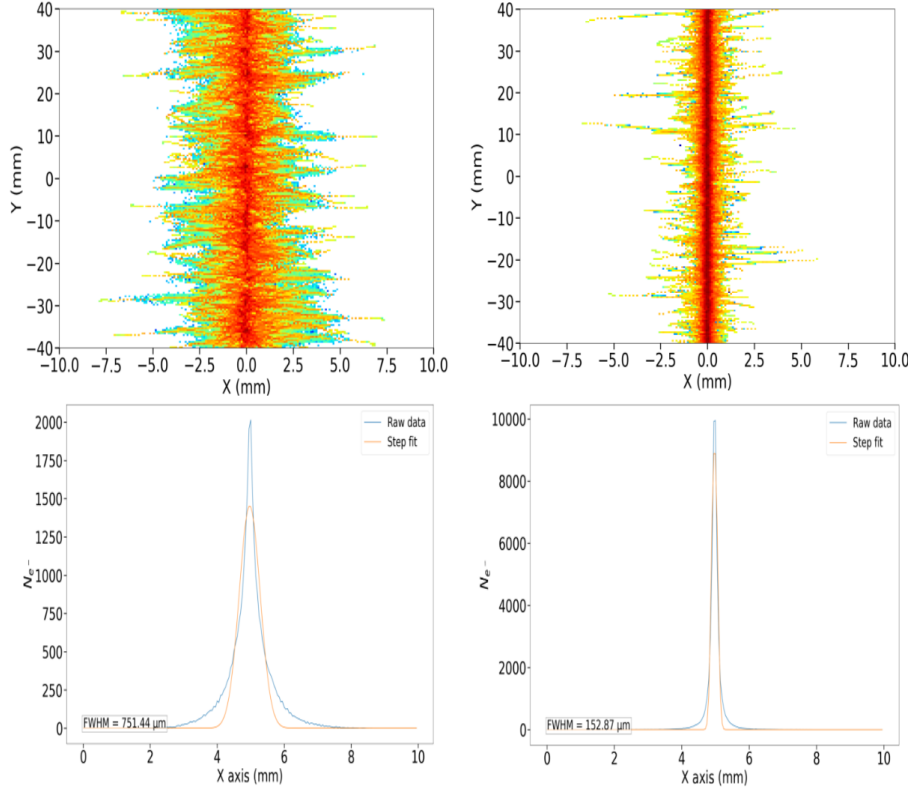 40
30
20
10
0
−10
−20
−30
−40
Y (mm)
−10.0 −7.5 −5.0 −2.5 0.0 2.5 5.0 7.5 10.0
X (mm)
40
30
20
10
0
−10
−20
−30
−40
Y (mm)
−10.0 −7.5 −5.0 −2.5 0.0 2.5 5.0 7.5 10.0
X (mm)
2000
1750
1500
1250
1000
750
500
250
0
N_e−
Raw data
Step fit
FWHM = 751.44 μm
0 2 4 6 8 10
X axis (mm)
10000
8000
6000
4000
2000
0
N_e−
Raw data
Step fit
FWHM = 152.87 μm
0 2 4 6 8 10
X axis (mm)